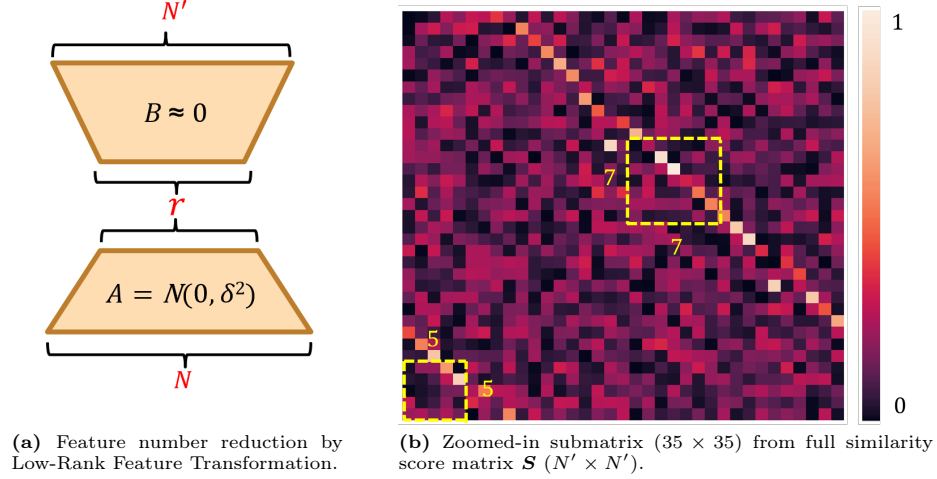 N′
B ≈ 0
r
A = N(0, δ²)
N
1
7
7
5
5
0
(a) Feature number reduction by
Low-Rank Feature Transformation.
(b) Zoomed-in submatrix (35 × 35) from full similarity
score matrix S (N′ × N′).